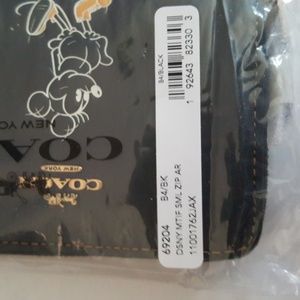 B4/BLACK
1 92643 82330 3
69204 B4/BK
DSNY MTIF SML ZIP AR
11001762JAX
COACH
NEW YORK
COACH
NEW YORK